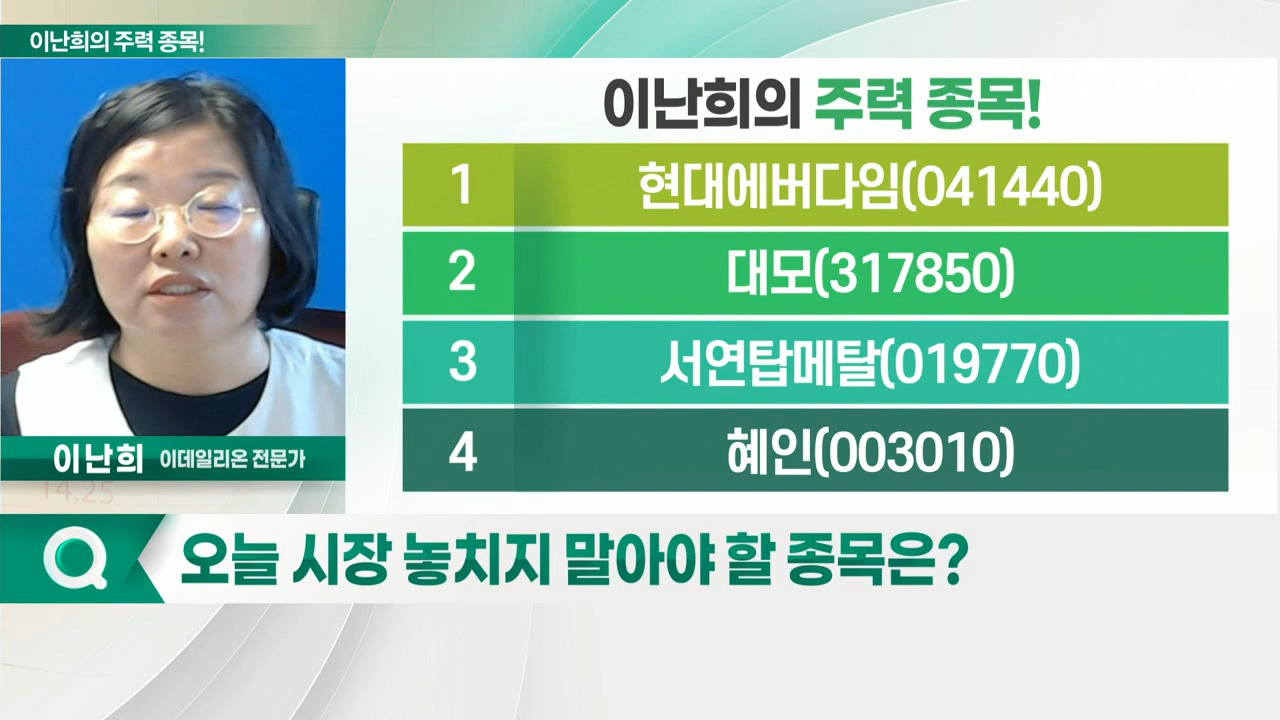 이난희의 주력 종목!
이난희의 주력 종목!
1 현대에버다임(041440)
2 대모(317850)
3 서연탑메탈(019770)
4 혜인(003010)
이난희 이데일리온 전문가
14.25
오늘 시장 놓치지 말아야 할 종목은?